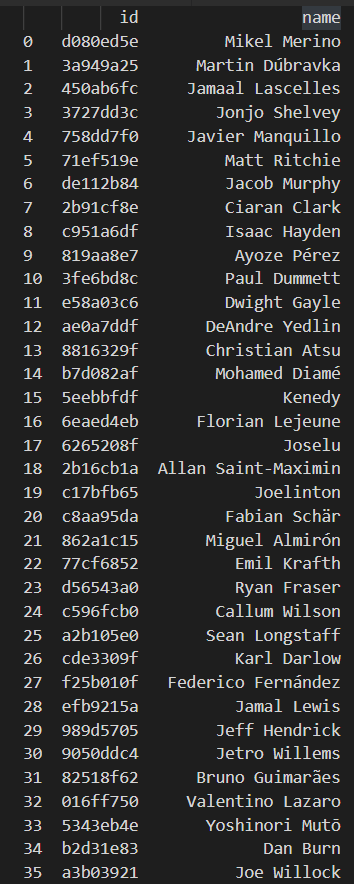 id name
0 d080ed5e Mikel Merino
1 3a949a25 Martin Dúbravka
2 450ab6fc Jamaal Lascelles
3 3727dd3c Jonjo Shelvey
4 758dd7f0 Javier Manquillo
5 71ef519e Matt Ritchie
6 de112b84 Jacob Murphy
7 2b91cf8e Ciaran Clark
8 c951a6df Isaac Hayden
9 819aa8e7 Ayoze Pérez
10 3fe6bd8c Paul Dummett
11 e58a03c6 Dwight Gayle
12 ae0a7ddf DeAndre Yedlin
13 8816329f Christian Atsu
14 b7d082af Mohamed Diamé
15 5eebbfdf Kenedy
16 6eaed4eb Florian Lejeune
17 6265208f Joselu
18 2b16cb1a Allan Saint-Maximin
19 c17bfb65 Joelinton
20 c8aa95da Fabian Schär
21 862a1c15 Miguel Almirón
22 77cf6852 Emil Krafth
23 d56543a0 Ryan Fraser
24 c596fcb0 Callum Wilson
25 a2b105e0 Sean Longstaff
26 cde3309f Karl Darlow
27 f25b010f Federico Fernández
28 efb9215a Jamal Lewis
29 989d5705 Jeff Hendrick
30 9050ddc4 Jetro Willems
31 82518f62 Bruno Guimarães
32 016ff750 Valentino Lazaro
33 5343eb4e Yoshinori Mutō
34 b2d31e83 Dan Burn
35 a3b03921 Joe Willock